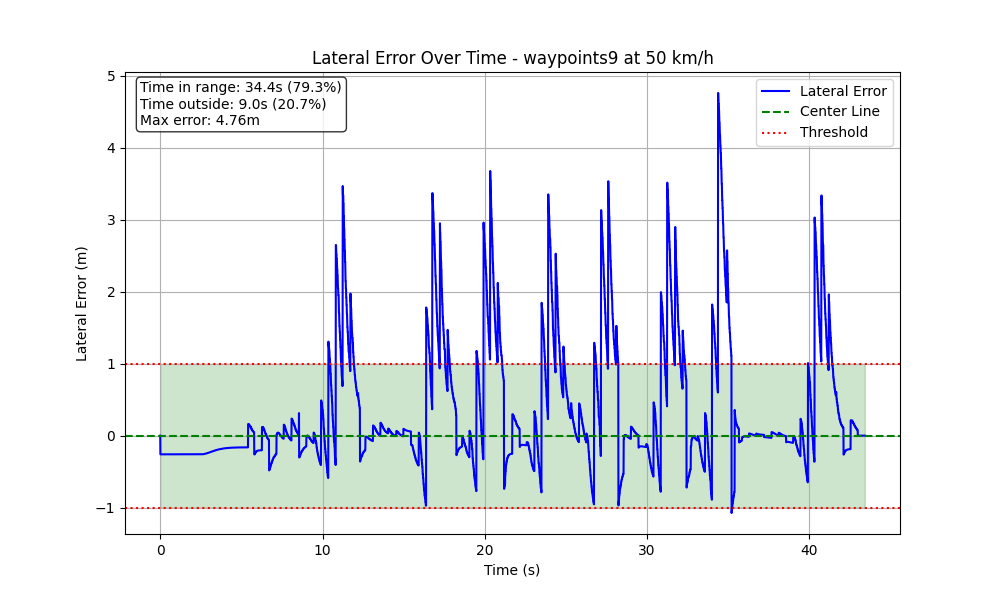 Lateral Error Over Time - waypoints9 at 50 km/h
Time in range: 34.4s (79.3%)
Time outside: 9.0s (20.7%)
Max error: 4.76m
Lateral Error
Center Line
Threshold
5
4
3
2
1
0
−1
Lateral Error (m)
0
10
20
30
40
Time (s)